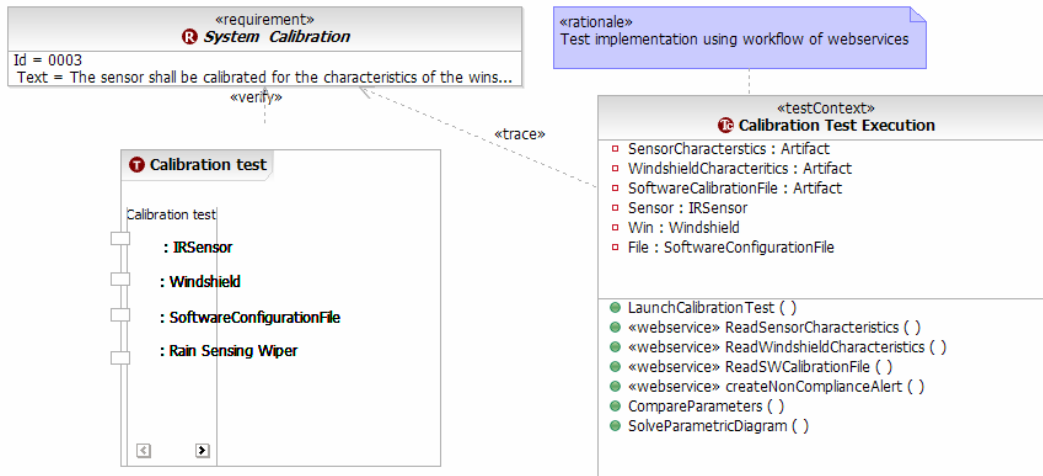 «requirement»
R System Calibration
Id = 0003
Text = The sensor shall be calibrated for the characteristics of the wins...
«verify»
«trace»
«rationale»
Test implementation using workflow of webservices
T Calibration test
Calibration test
: IRSensor
: Windshield
: SoftwareConfigurationFile
: Rain Sensing Wiper
«testContext»
Tc Calibration Test Execution
SensorCharacterstics : Artifact
WindshieldCharacteritics : Artifact
SoftwareCalibrationFile : Artifact
Sensor : IRSensor
Win : Windshield
File : SoftwareConfigurationFile
LaunchCalibrationTest ( )
«webservice» ReadSensorCharacteristics ( )
«webservice» ReadWindshieldCharacteristics ( )
«webservice» ReadSWCalibrationFile ( )
«webservice» createNonComplianceAlert ( )
CompareParameters ( )
SolveParametricDiagram ( )